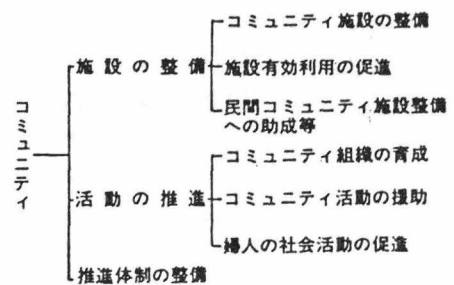 コミュニティ
施設の整備
コミュニティ施設の整備
施設有効利用の促進
民間コミュニティ施設整備
への助成等
活動の推進
コミュニティ組織の育成
コミュニティ活動の援助
婦人の社会活動の促進
推進体制の整備